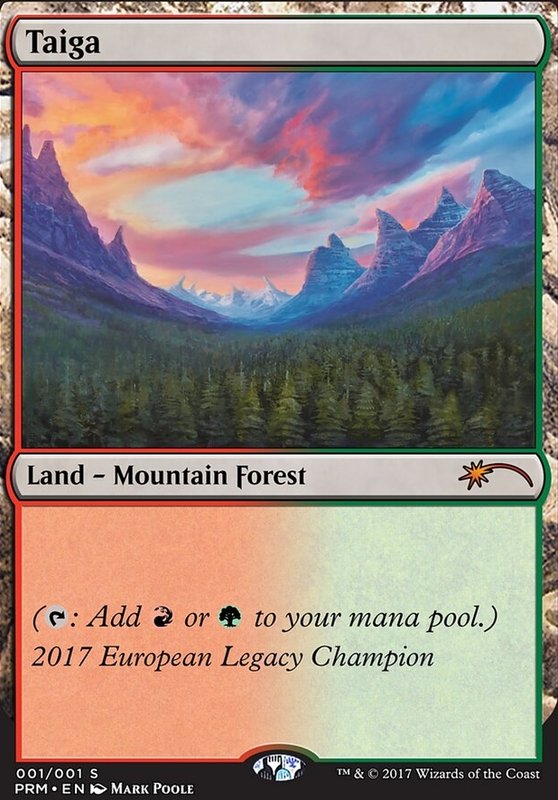 Taiga
Land – Mountain Forest
(: Add or to your mana pool.)
2017 European Legacy Champion
001/001 S
PRM • EN Mark Poole
™ & © 2017 Wizards of the Coast